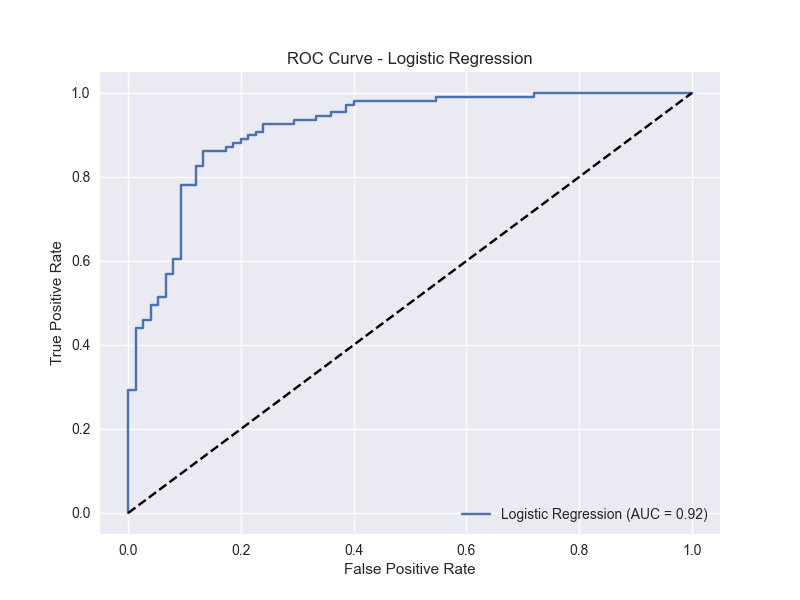 ROC Curve - Logistic Regression
1.0
0.8
0.6
0.4
0.2
0.0
True Positive Rate
Logistic Regression (AUC = 0.92)
0.0 0.2 0.4 0.6 0.8 1.0
False Positive Rate